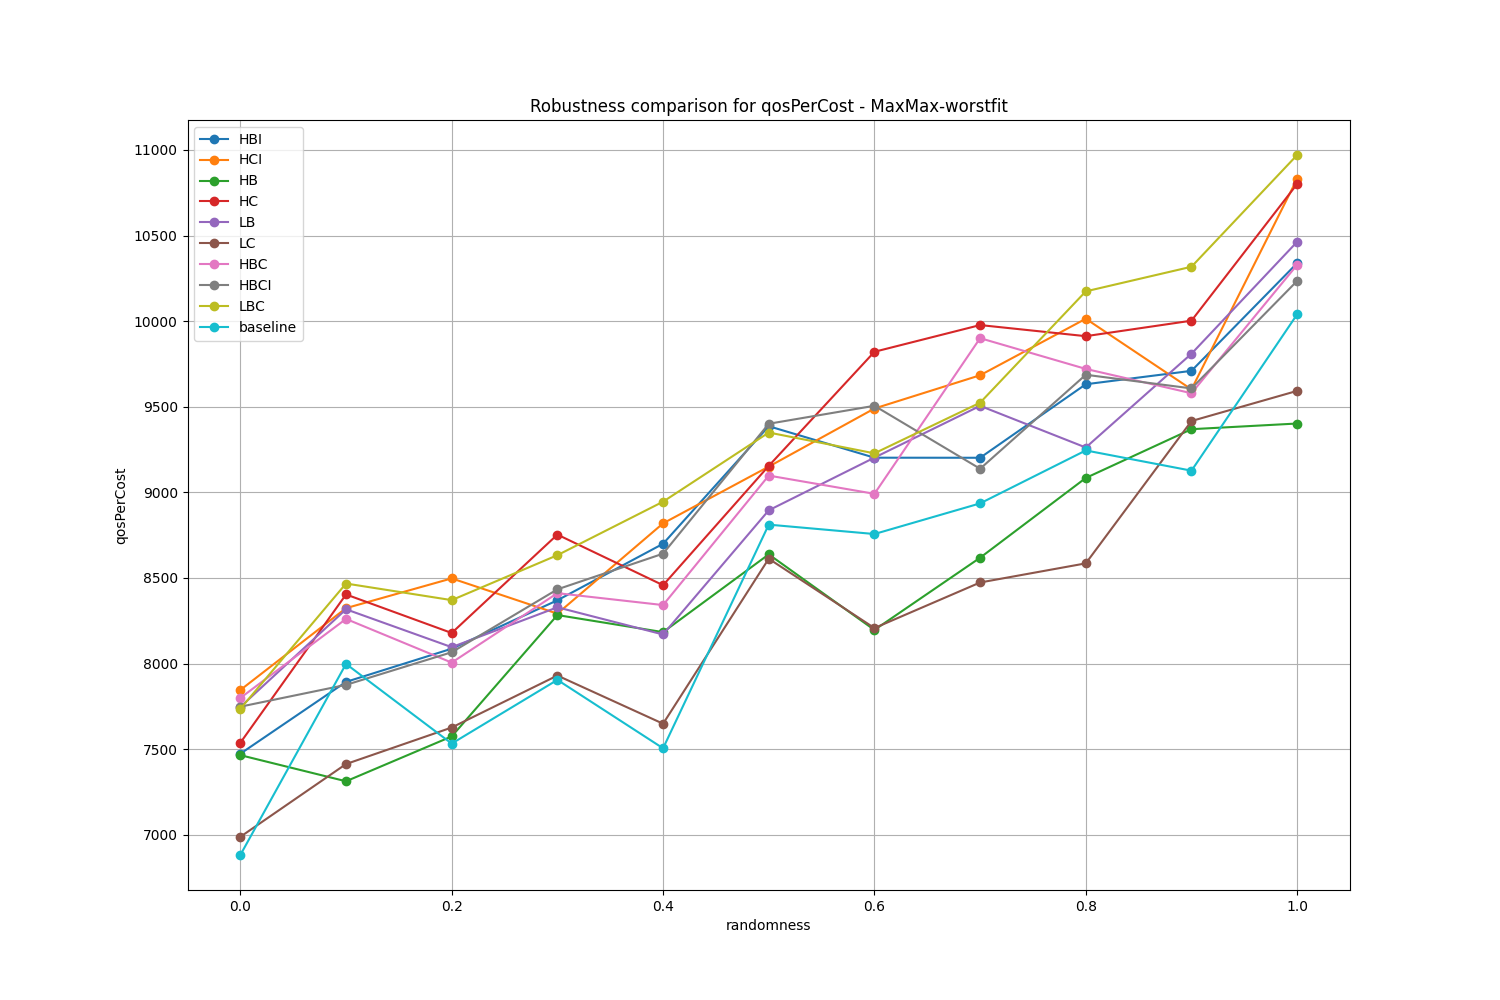 Robustness comparison for qosPerCost - MaxMax-worstfit
HBI
HCI
HB
HC
LB
LC
HBC
HBCI
LBC
baseline
11000
10500
10000
9500
9000
8500
8000
7500
7000
qosPerCost
0.0 0.2 0.4 0.6 0.8 1.0
randomness